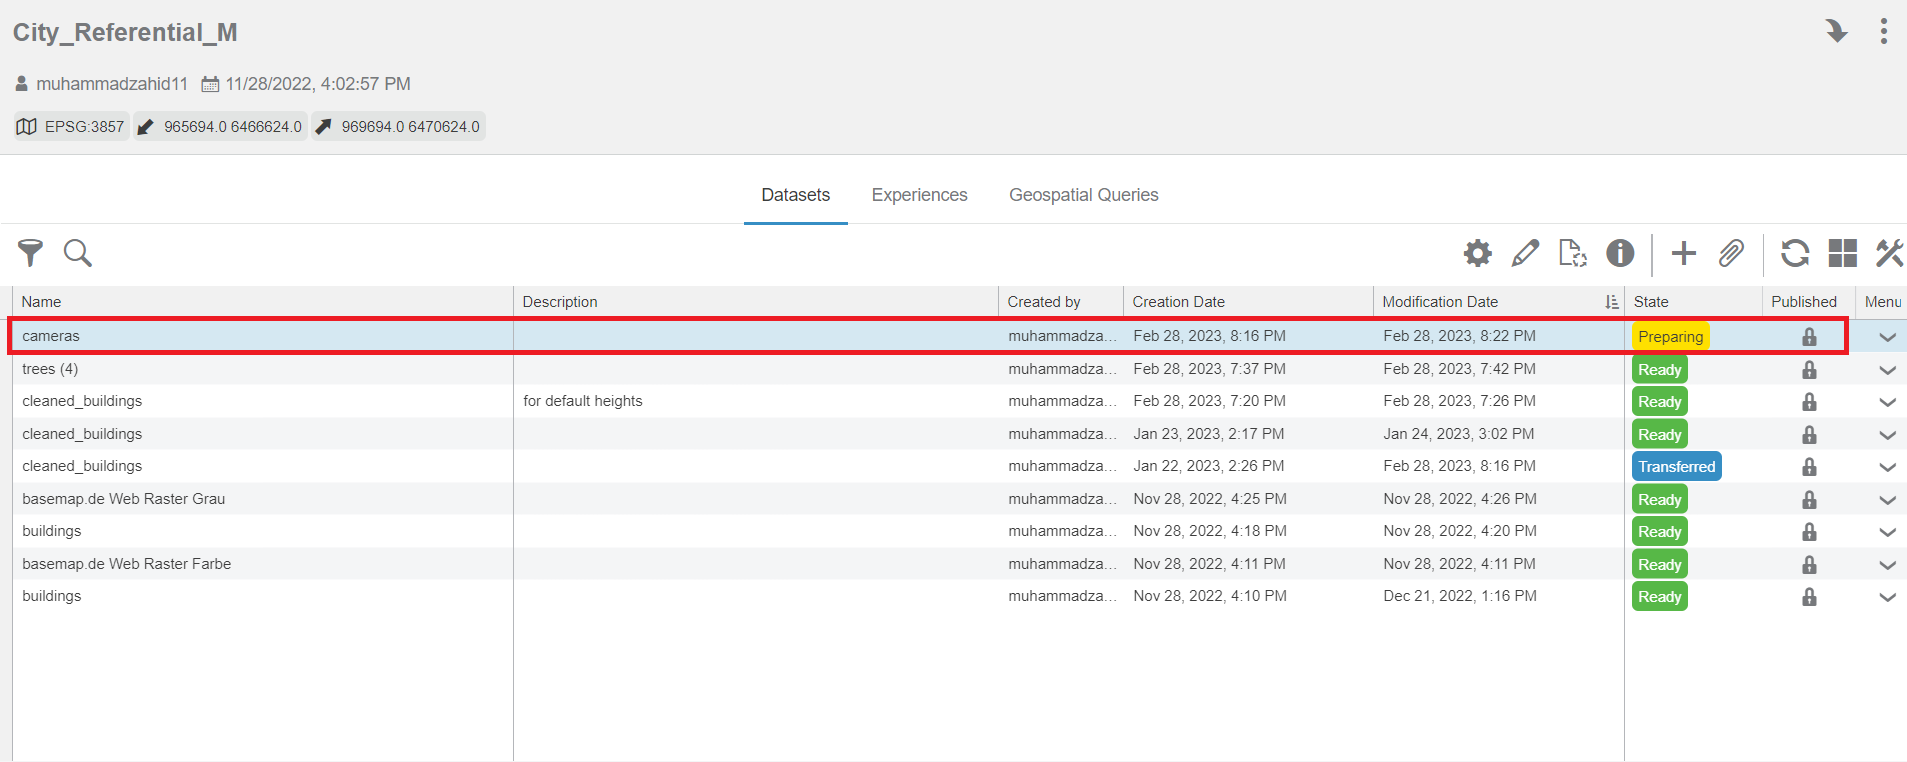 City_Referential_M
muhammadzahid11 11/28/2022, 4:02:57 PM
EPSG:3857 965694.0 6466624.0 969694.0 6470624.0
Datasets Experiences Geospatial Queries
Name Description Created by Creation Date Modification Date State Published Menu
cameras muhammadza... Feb 28, 2023, 8:16 PM Feb 28, 2023, 8:22 PM Preparing
trees (4) muhammadza... Feb 28, 2023, 7:37 PM Feb 28, 2023, 7:42 PM Ready
cleaned_buildings for default heights muhammadza... Feb 28, 2023, 7:20 PM Feb 28, 2023, 7:26 PM Ready
cleaned_buildings muhammadza... Jan 23, 2023, 2:17 PM Jan 24, 2023, 3:02 PM Ready
cleaned_buildings muhammadza... Jan 22, 2023, 2:26 PM Feb 28, 2023, 8:16 PM Transferred
basemap.de Web Raster Grau muhammadza... Nov 28, 2022, 4:25 PM Nov 28, 2022, 4:26 PM Ready
buildings muhammadza... Nov 28, 2022, 4:18 PM Nov 28, 2022, 4:20 PM Ready
basemap.de Web Raster Farbe muhammadza... Nov 28, 2022, 4:11 PM Nov 28, 2022, 4:11 PM Ready
buildings muhammadza... Nov 28, 2022, 4:10 PM Dec 21, 2022, 1:16 PM Ready